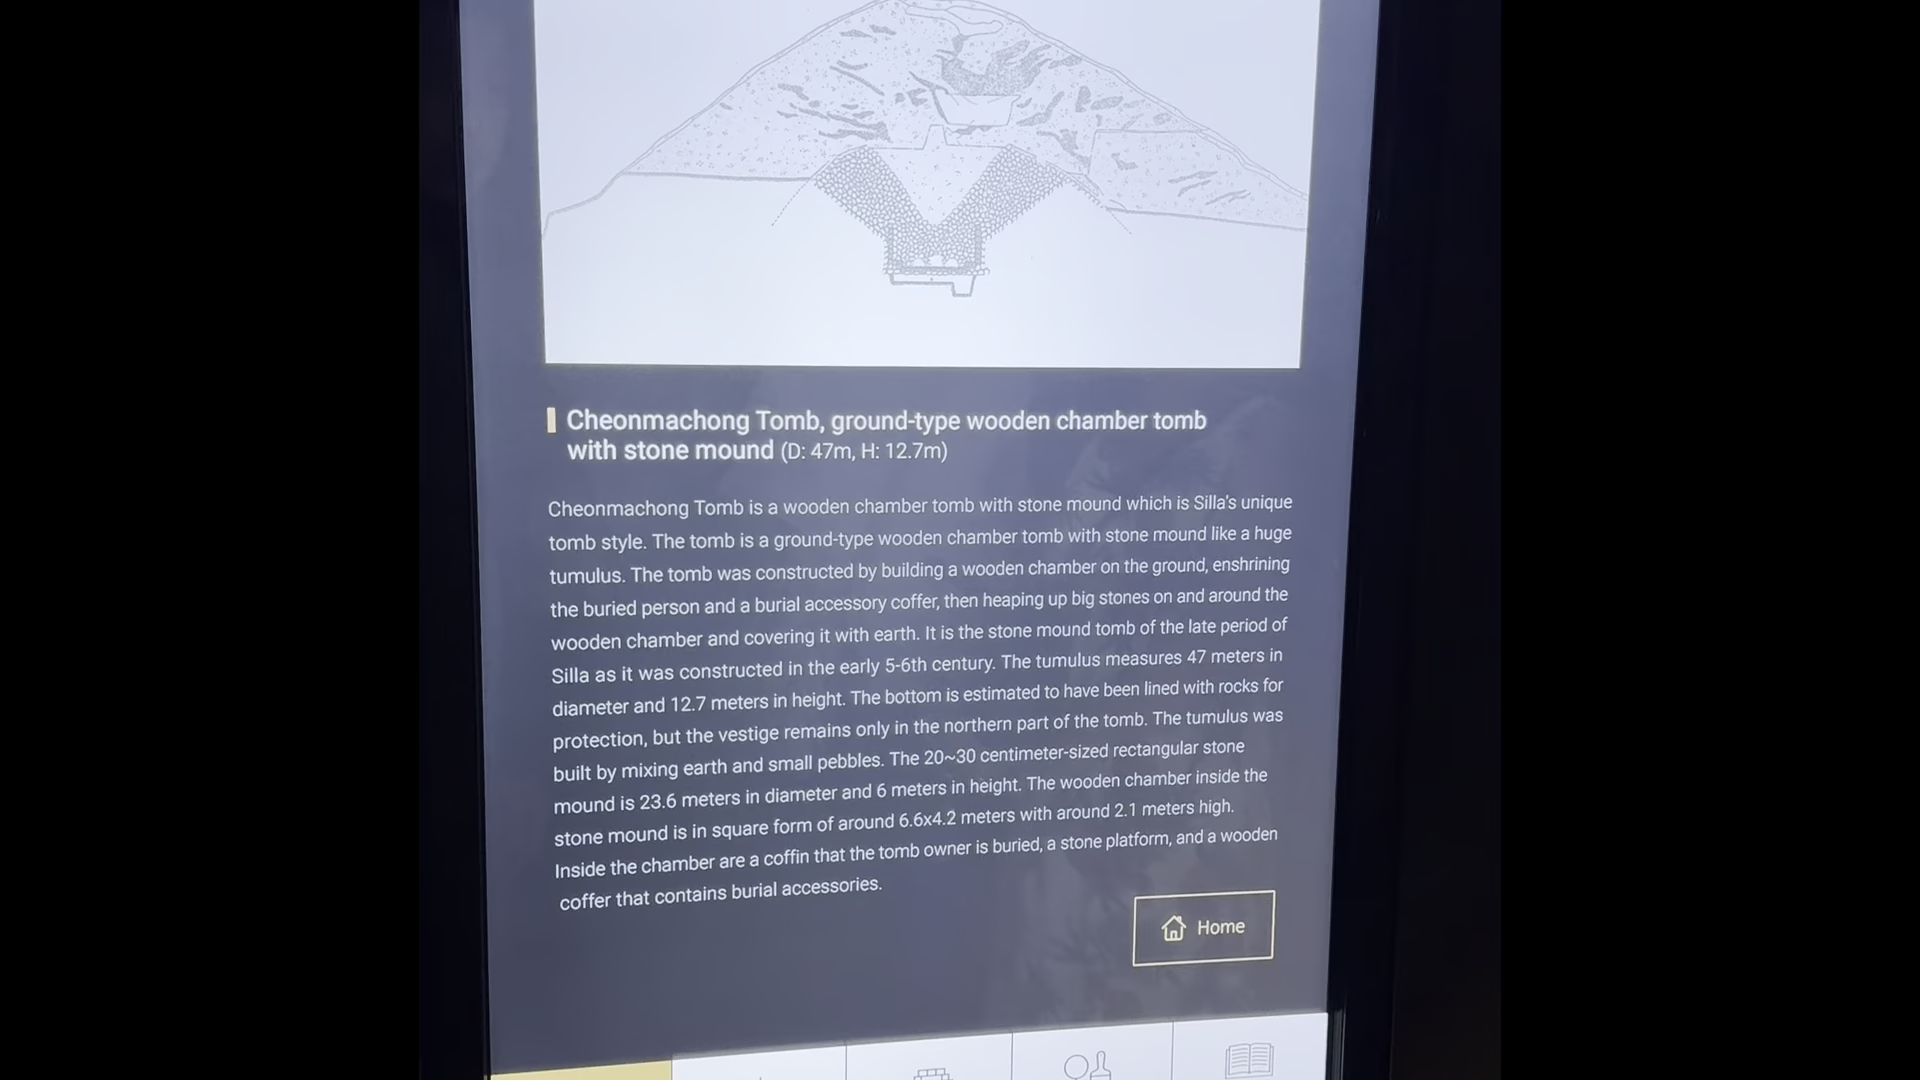 Cheonmachong Tomb, ground-type wooden chamber tomb
with stone mound (D: 47m, H: 12.7m)
Cheonmachong Tomb is a wooden chamber tomb with stone mound which is Silla's unique
tomb style. The tomb is a ground-type wooden chamber tomb with stone mound like a huge
tumulus. The tomb was constructed by building a wooden chamber on the ground, enshrining
the buried person and a burial accessory coffer, then heaping up big stones on and around the
wooden chamber and covering it with earth. It is the stone mound tomb of the late period of
Silla as it was constructed in the early 5-6th century. The tumulus measures 47 meters in
diameter and 12.7 meters in height. The bottom is estimated to have been lined with rocks for
protection, but the vestige remains only in the northern part of the tomb. The tumulus was
built by mixing earth and small pebbles. The 20~30 centimeter-sized rectangular stone
mound is 23.6 meters in diameter and 6 meters in height. The wooden chamber inside the
stone mound is in square form of around 6.6x4.2 meters with around 2.1 meters high.
Inside the chamber are a coffin that the tomb owner is buried, a stone platform, and a wooden
coffer that contains burial accessories.
Home